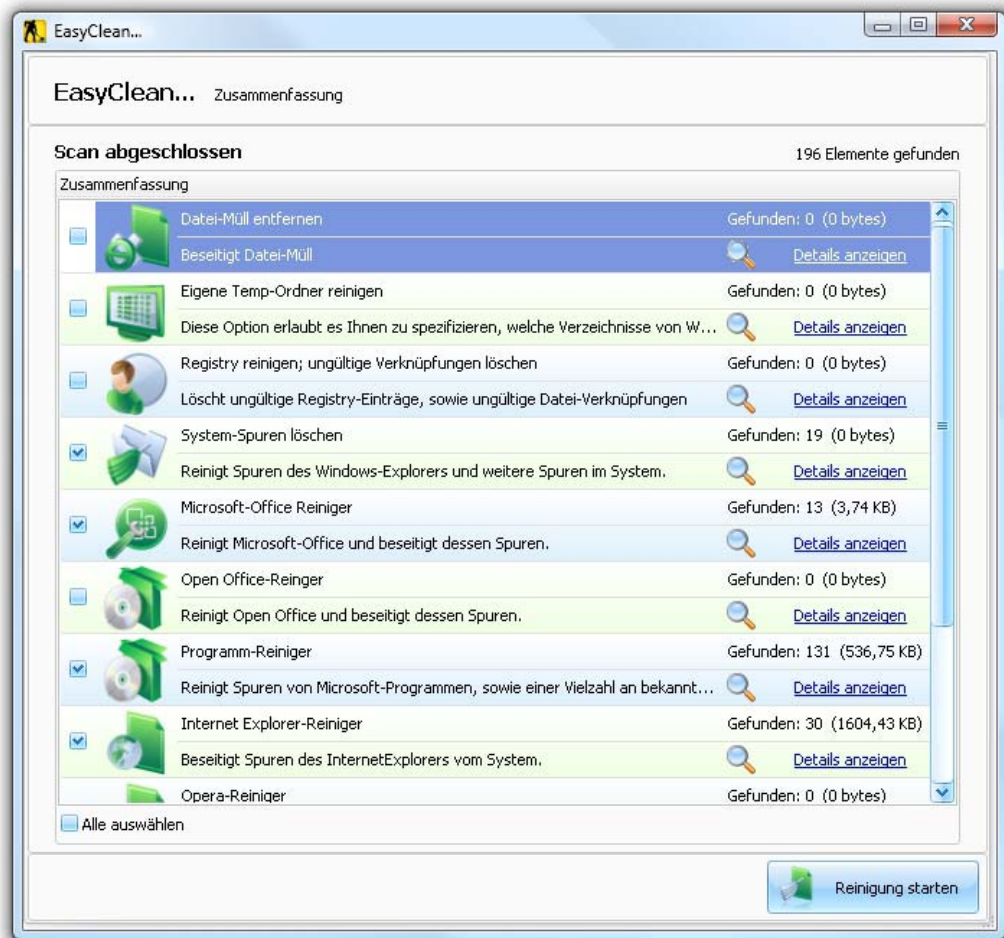 EasyClean...
EasyClean... Zusammenfassung
Scan abgeschlossen 196 Elemente gefunden
Zusammenfassung
Datei-Müll entfernen Gefunden: 0 (0 bytes)
Beseitigt Datei-Müll Details anzeigen
Eigene Temp-Ordner reinigen Gefunden: 0 (0 bytes)
Diese Option erlaubt es Ihnen zu spezifizieren, welche Verzeichnisse von W... Details anzeigen
Registry reinigen; ungültige Verknüpfungen löschen Gefunden: 0 (0 bytes)
Löscht ungültige Registry-Einträge, sowie ungültige Datei-Verknüpfungen Details anzeigen
System-Spuren löschen Gefunden: 19 (0 bytes)
Reinigt Spuren des Windows-Explorers und weitere Spuren im System. Details anzeigen
Microsoft-Office Reiniger Gefunden: 13 (3,74 KB)
Reinigt Microsoft-Office und beseitigt dessen Spuren. Details anzeigen
Open Office-Reinger Gefunden: 0 (0 bytes)
Reinigt Open Office und beseitigt dessen Spuren. Details anzeigen
Programm-Reiniger Gefunden: 131 (536,75 KB)
Reinigt Spuren von Microsoft-Programmen, sowie einer Vielzahl an bekannt... Details anzeigen
Internet Explorer-Reiniger Gefunden: 30 (1604,43 KB)
Beseitigt Spuren des InternetExplorers vom System. Details anzeigen
Opera-Reiniger Gefunden: 0 (0 bytes)
Alle auswählen
Reinigung starten